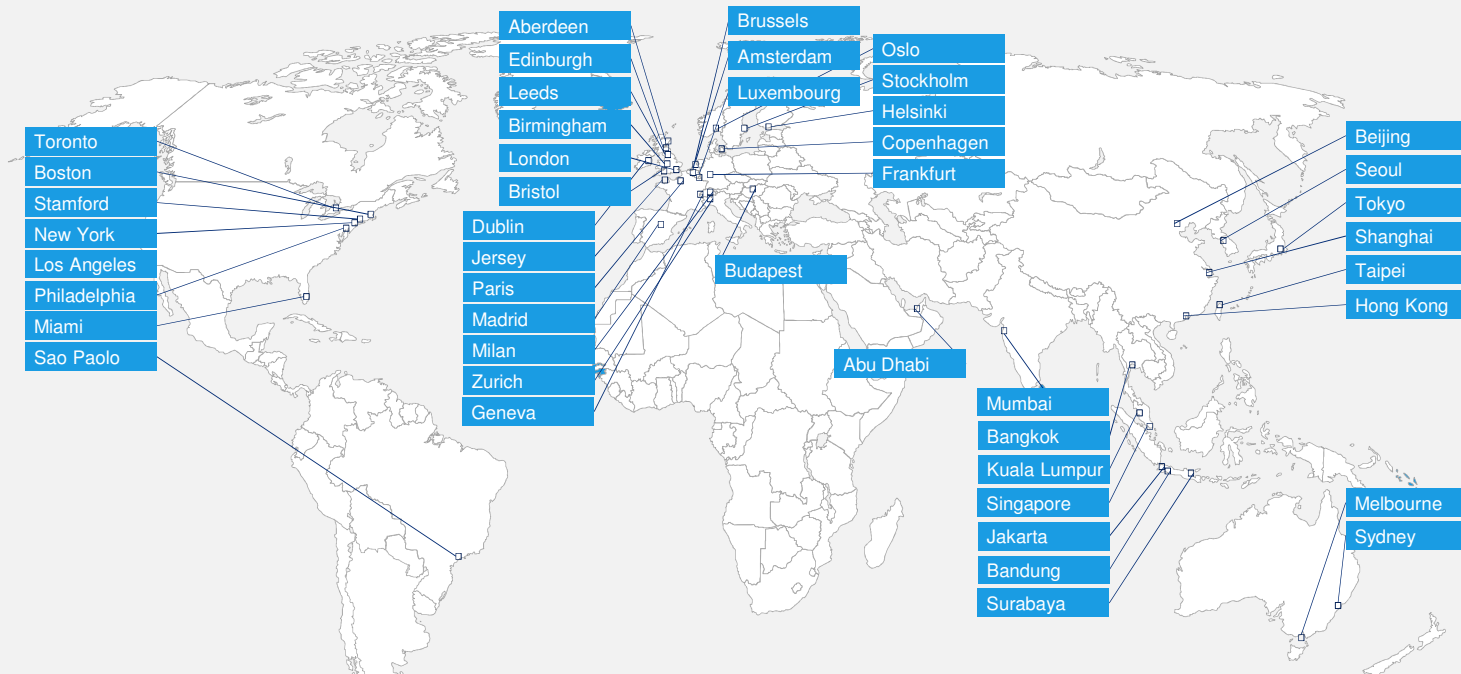 Toronto
Boston
Stamford
New York
Los Angeles
Philadelphia
Miami
Sao Paolo
Aberdeen
Edinburgh
Leeds
Birmingham
London
Bristol
Dublin
Jersey
Paris
Madrid
Milan
Zurich
Geneva
Brussels
Amsterdam
Luxembourg
Oslo
Stockholm
Helsinki
Copenhagen
Frankfurt
Budapest
Abu Dhabi
Mumbai
Bangkok
Kuala Lumpur
Singapore
Jakarta
Bandung
Surabaya
Beijing
Seoul
Tokyo
Shanghai
Taipei
Hong Kong
Melbourne
Sydney